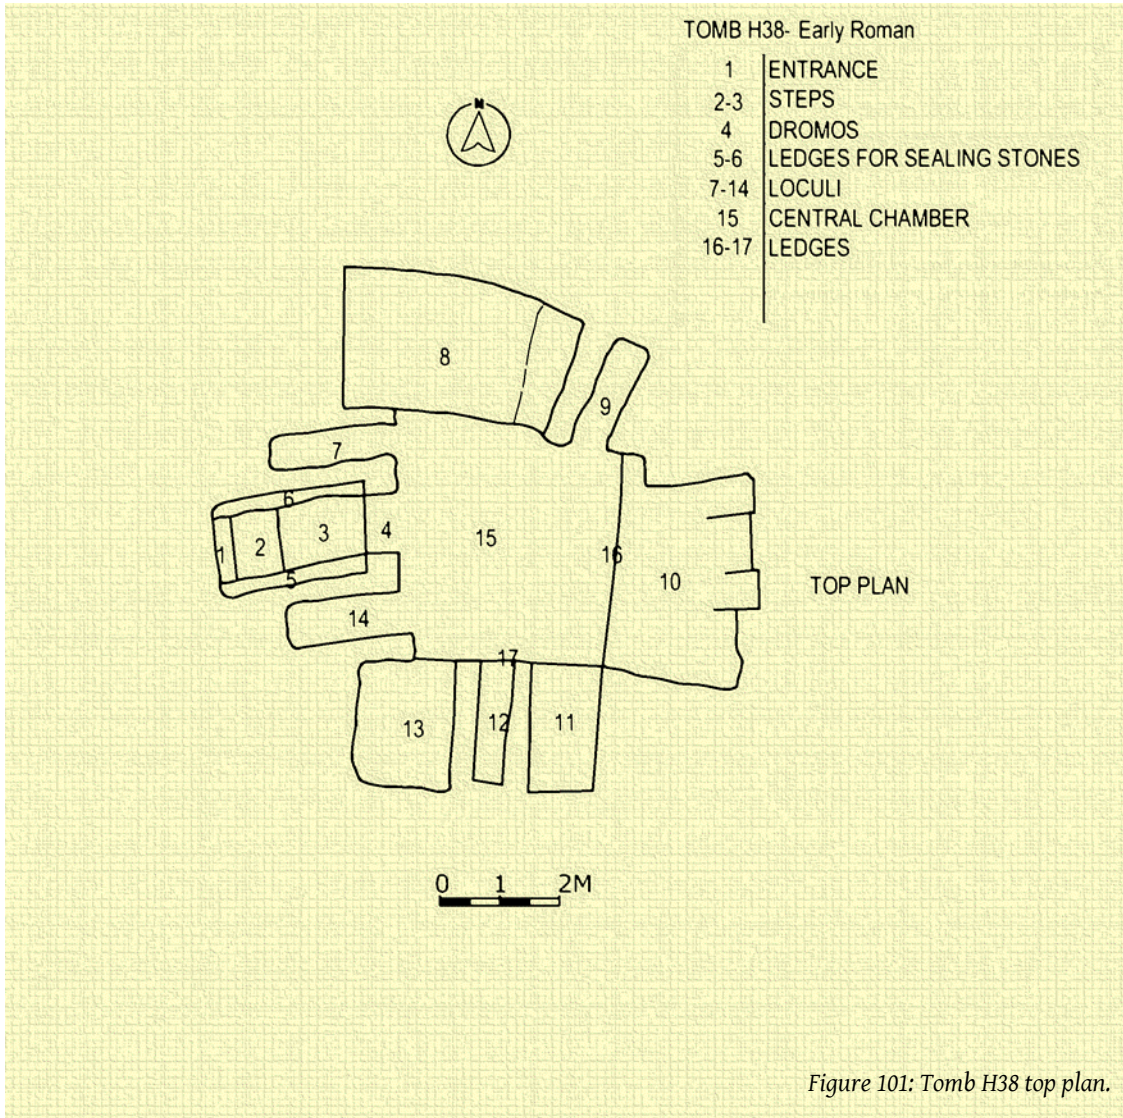 TOMB H38- Early Roman
1 ENTRANCE
2-3 STEPS
4 DROMOS
5-6 LEDGES FOR SEALING STONES
7-14 LOCULI
15 CENTRAL CHAMBER
16-17 LEDGES
N
8
9
7
6
3
4
15
2
1
16
5
10
TOP PLAN
14
17
13
12
11
0 1 2M
Figure 101: Tomb H38 top plan.